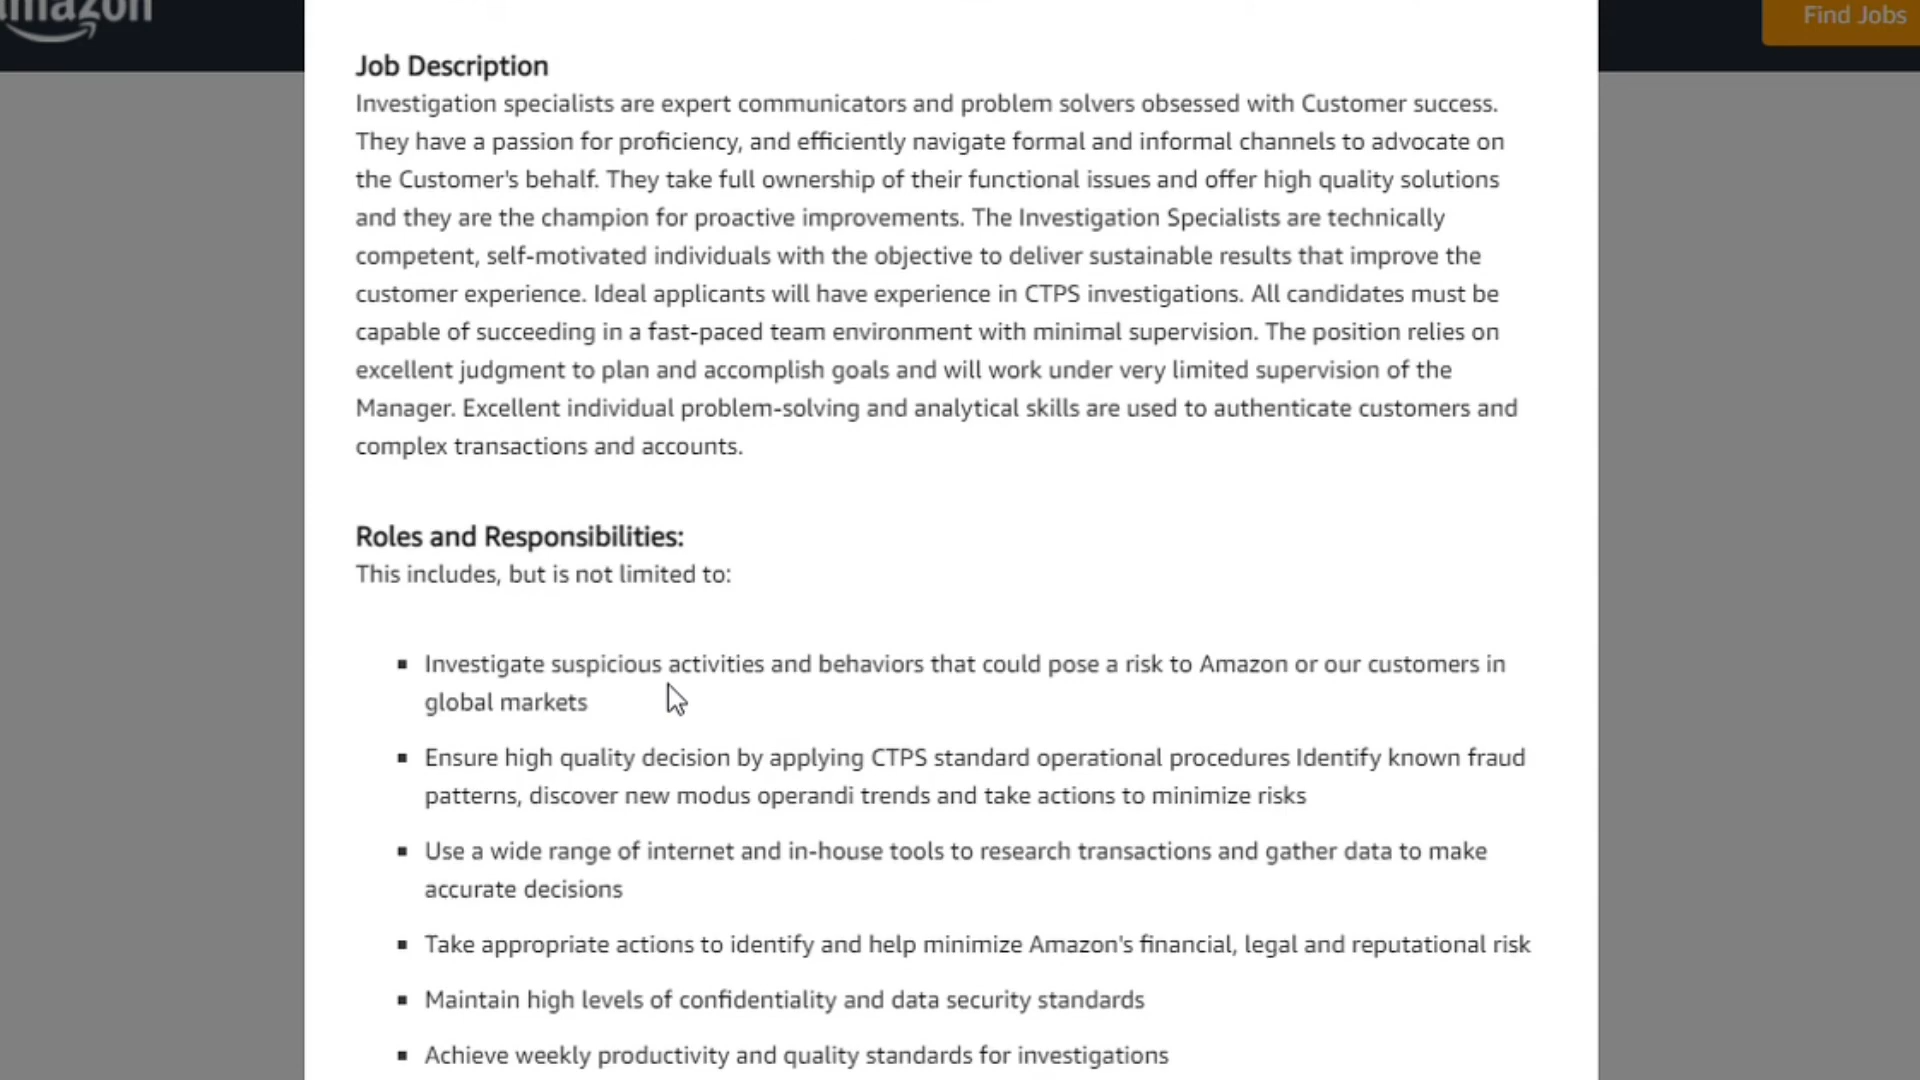 amazon
Find Jobs
Job Description
Investigation specialists are expert communicators and problem solvers obsessed with Customer success.
They have a passion for proficiency, and efficiently navigate formal and informal channels to advocate on
the Customer's behalf. They take full ownership of their functional issues and offer high quality solutions
and they are the champion for proactive improvements. The Investigation Specialists are technically
competent, self-motivated individuals with the objective to deliver sustainable results that improve the
customer experience. Ideal applicants will have experience in CTPS investigations. All candidates must be
capable of succeeding in a fast-paced team environment with minimal supervision. The position relies on
excellent judgment to plan and accomplish goals and will work under very limited supervision of the
Manager. Excellent individual problem-solving and analytical skills are used to authenticate customers and
complex transactions and accounts.
Roles and Responsibilities:
This includes, but is not limited to:
▪ Investigate suspicious activities and behaviors that could pose a risk to Amazon or our customers in
global markets
▪ Ensure high quality decision by applying CTPS standard operational procedures Identify known fraud
patterns, discover new modus operandi trends and take actions to minimize risks
▪ Use a wide range of internet and in-house tools to research transactions and gather data to make
accurate decisions
▪ Take appropriate actions to identify and help minimize Amazon's financial, legal and reputational risk
▪ Maintain high levels of confidentiality and data security standards
▪ Achieve weekly productivity and quality standards for investigations